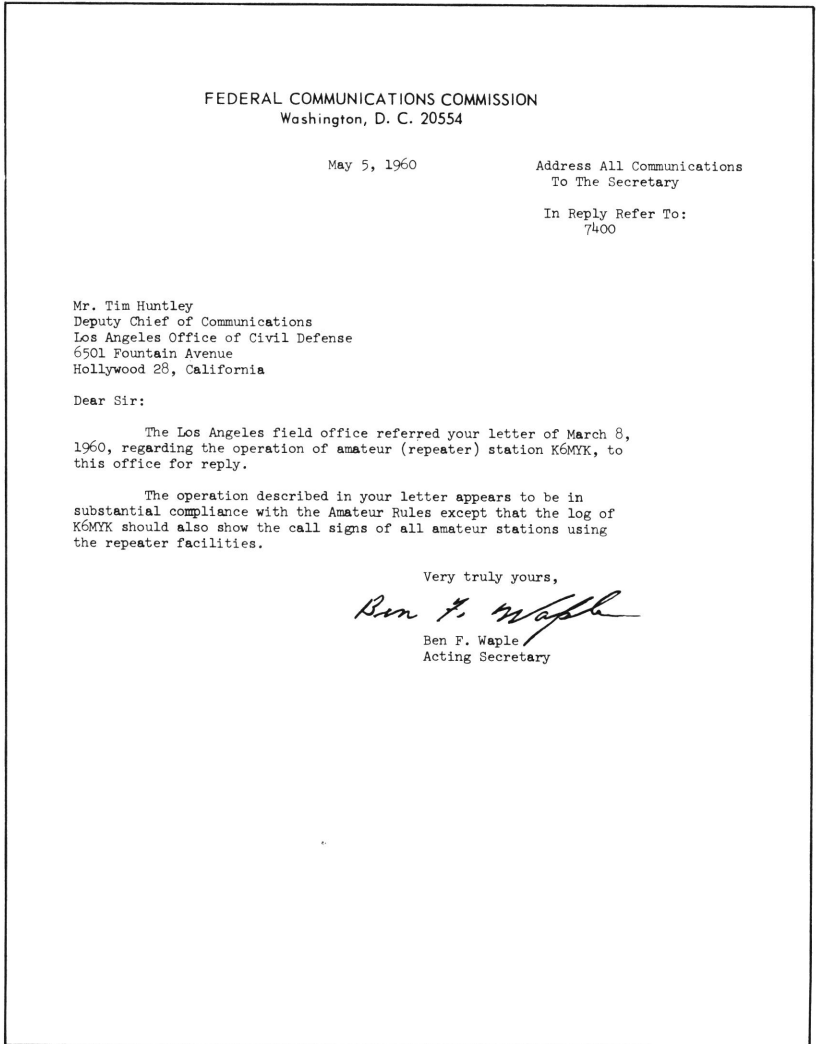 FEDERAL COMMUNICATIONS COMMISSION
Washington, D. C. 20554
May 5, 1960
Address All Communications
To The Secretary
In Reply Refer To:
7400
Mr. Tim Huntley
Deputy Chief of Communications
Los Angeles Office of Civil Defense
6501 Fountain Avenue
Hollywood 28, California
Dear Sir:
The Los Angeles field office referred your letter of March 8,
1960, regarding the operation of amateur (repeater) station K6MYK, to
this office for reply.
The operation described in your letter appears to be in
substantial compliance with the Amateur Rules except that the log of
K6MYK should also show the call signs of all amateur stations using
the repeater facilities.
Very truly yours,
Ben F. Waple
Ben F. Waple
Acting Secretary